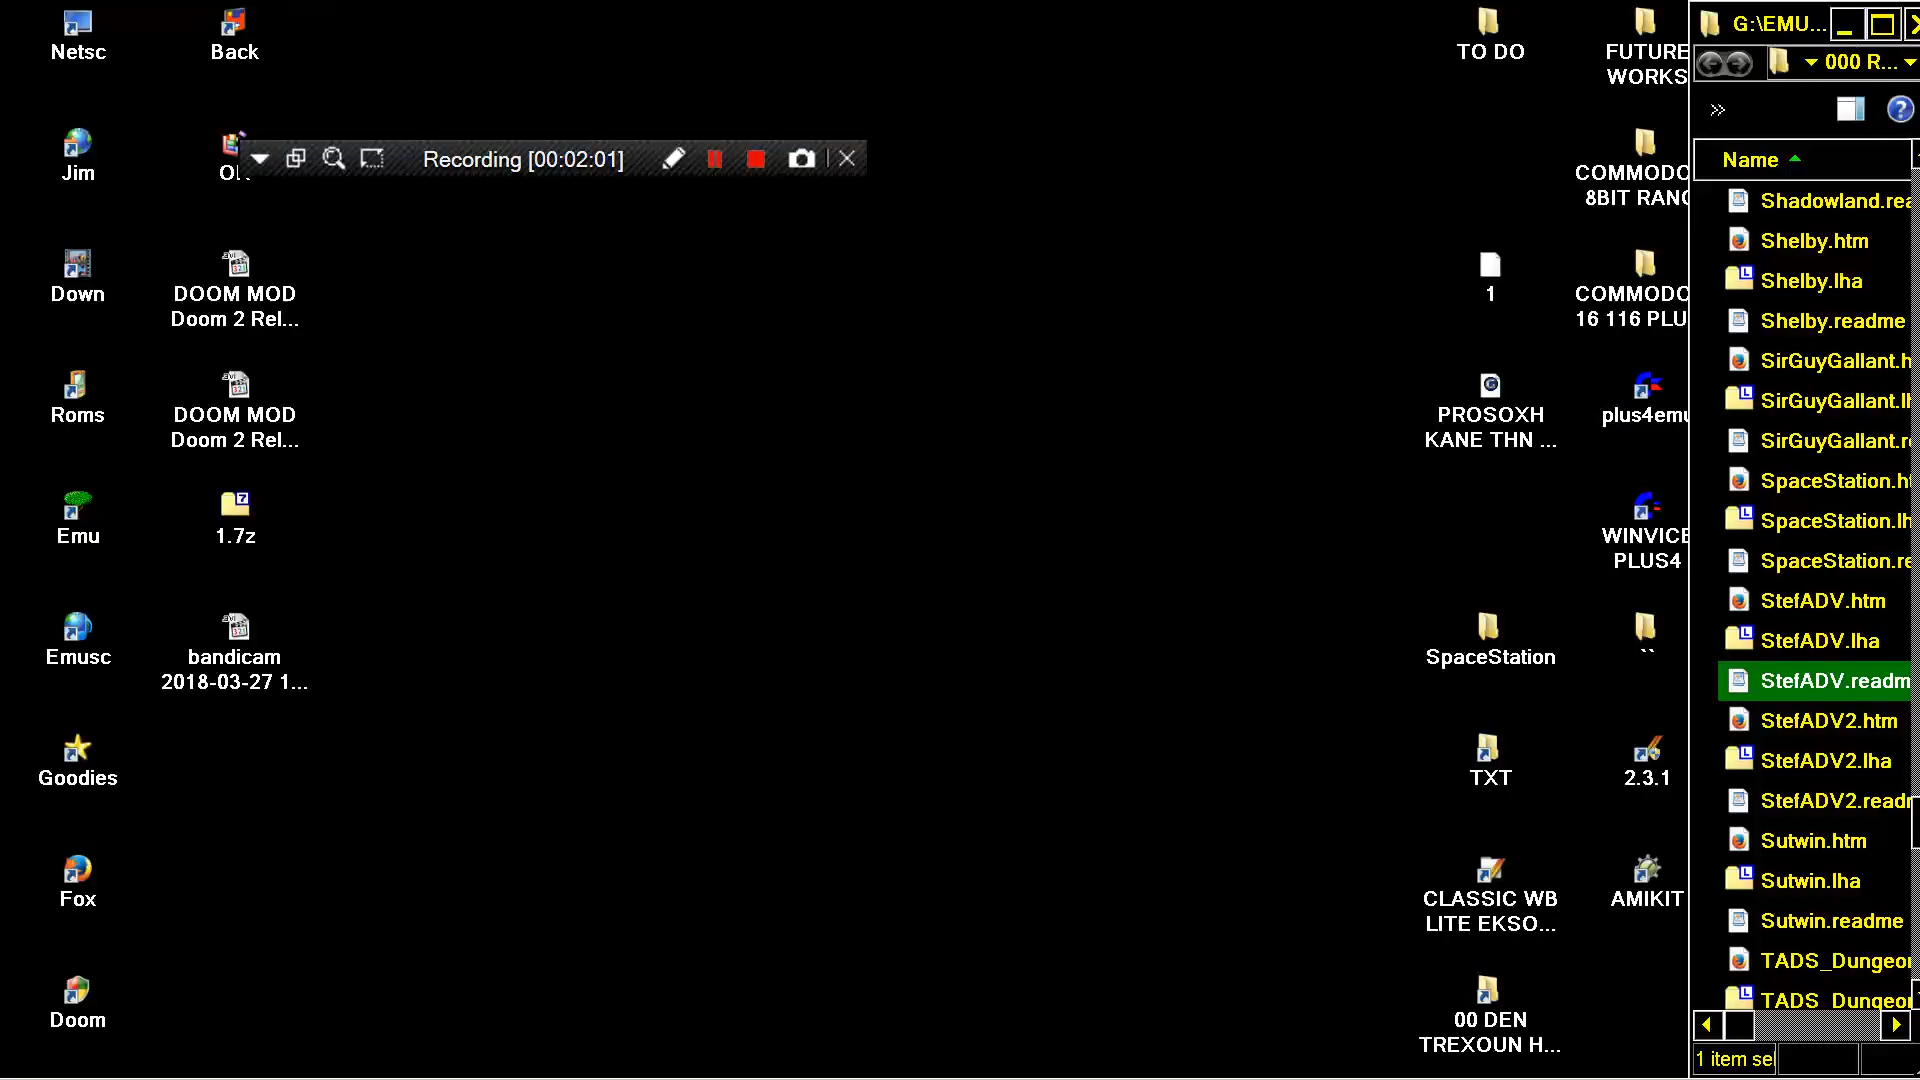 Netsc
Back
Jim
Recording [00:02:01]
Down
DOOM MOD
Doom 2 Rel...
Roms
DOOM MOD
Doom 2 Rel...
Emu
1.7z
Emusc
bandicam
2018-03-27 1...
Goodies
Fox
Doom
TO DO
FUTURE
WORKS
COMMODO
8BIT RANG
1
COMMODO
16 116 PLU
PROSOXH
KANE THN ...
plus4emu
WINVICE
PLUS4
SpaceStation
``
TXT
2.3.1
CLASSIC WB
LITE EKSO...
AMIKIT
00 DEN
TREXOUN H...
G:\EMU...
000 R...
»
Name
Shadowland.rea
Shelby.htm
Shelby.lha
Shelby.readme
SirGuyGallant.h
SirGuyGallant.lh
SirGuyGallant.re
SpaceStation.ht
SpaceStation.lh
SpaceStation.re
StefADV.htm
StefADV.lha
StefADV.readm
StefADV2.htm
StefADV2.lha
StefADV2.readm
Sutwin.htm
Sutwin.lha
Sutwin.readme
TADS_Dungeon
TADS_Dungeon
1 item sel